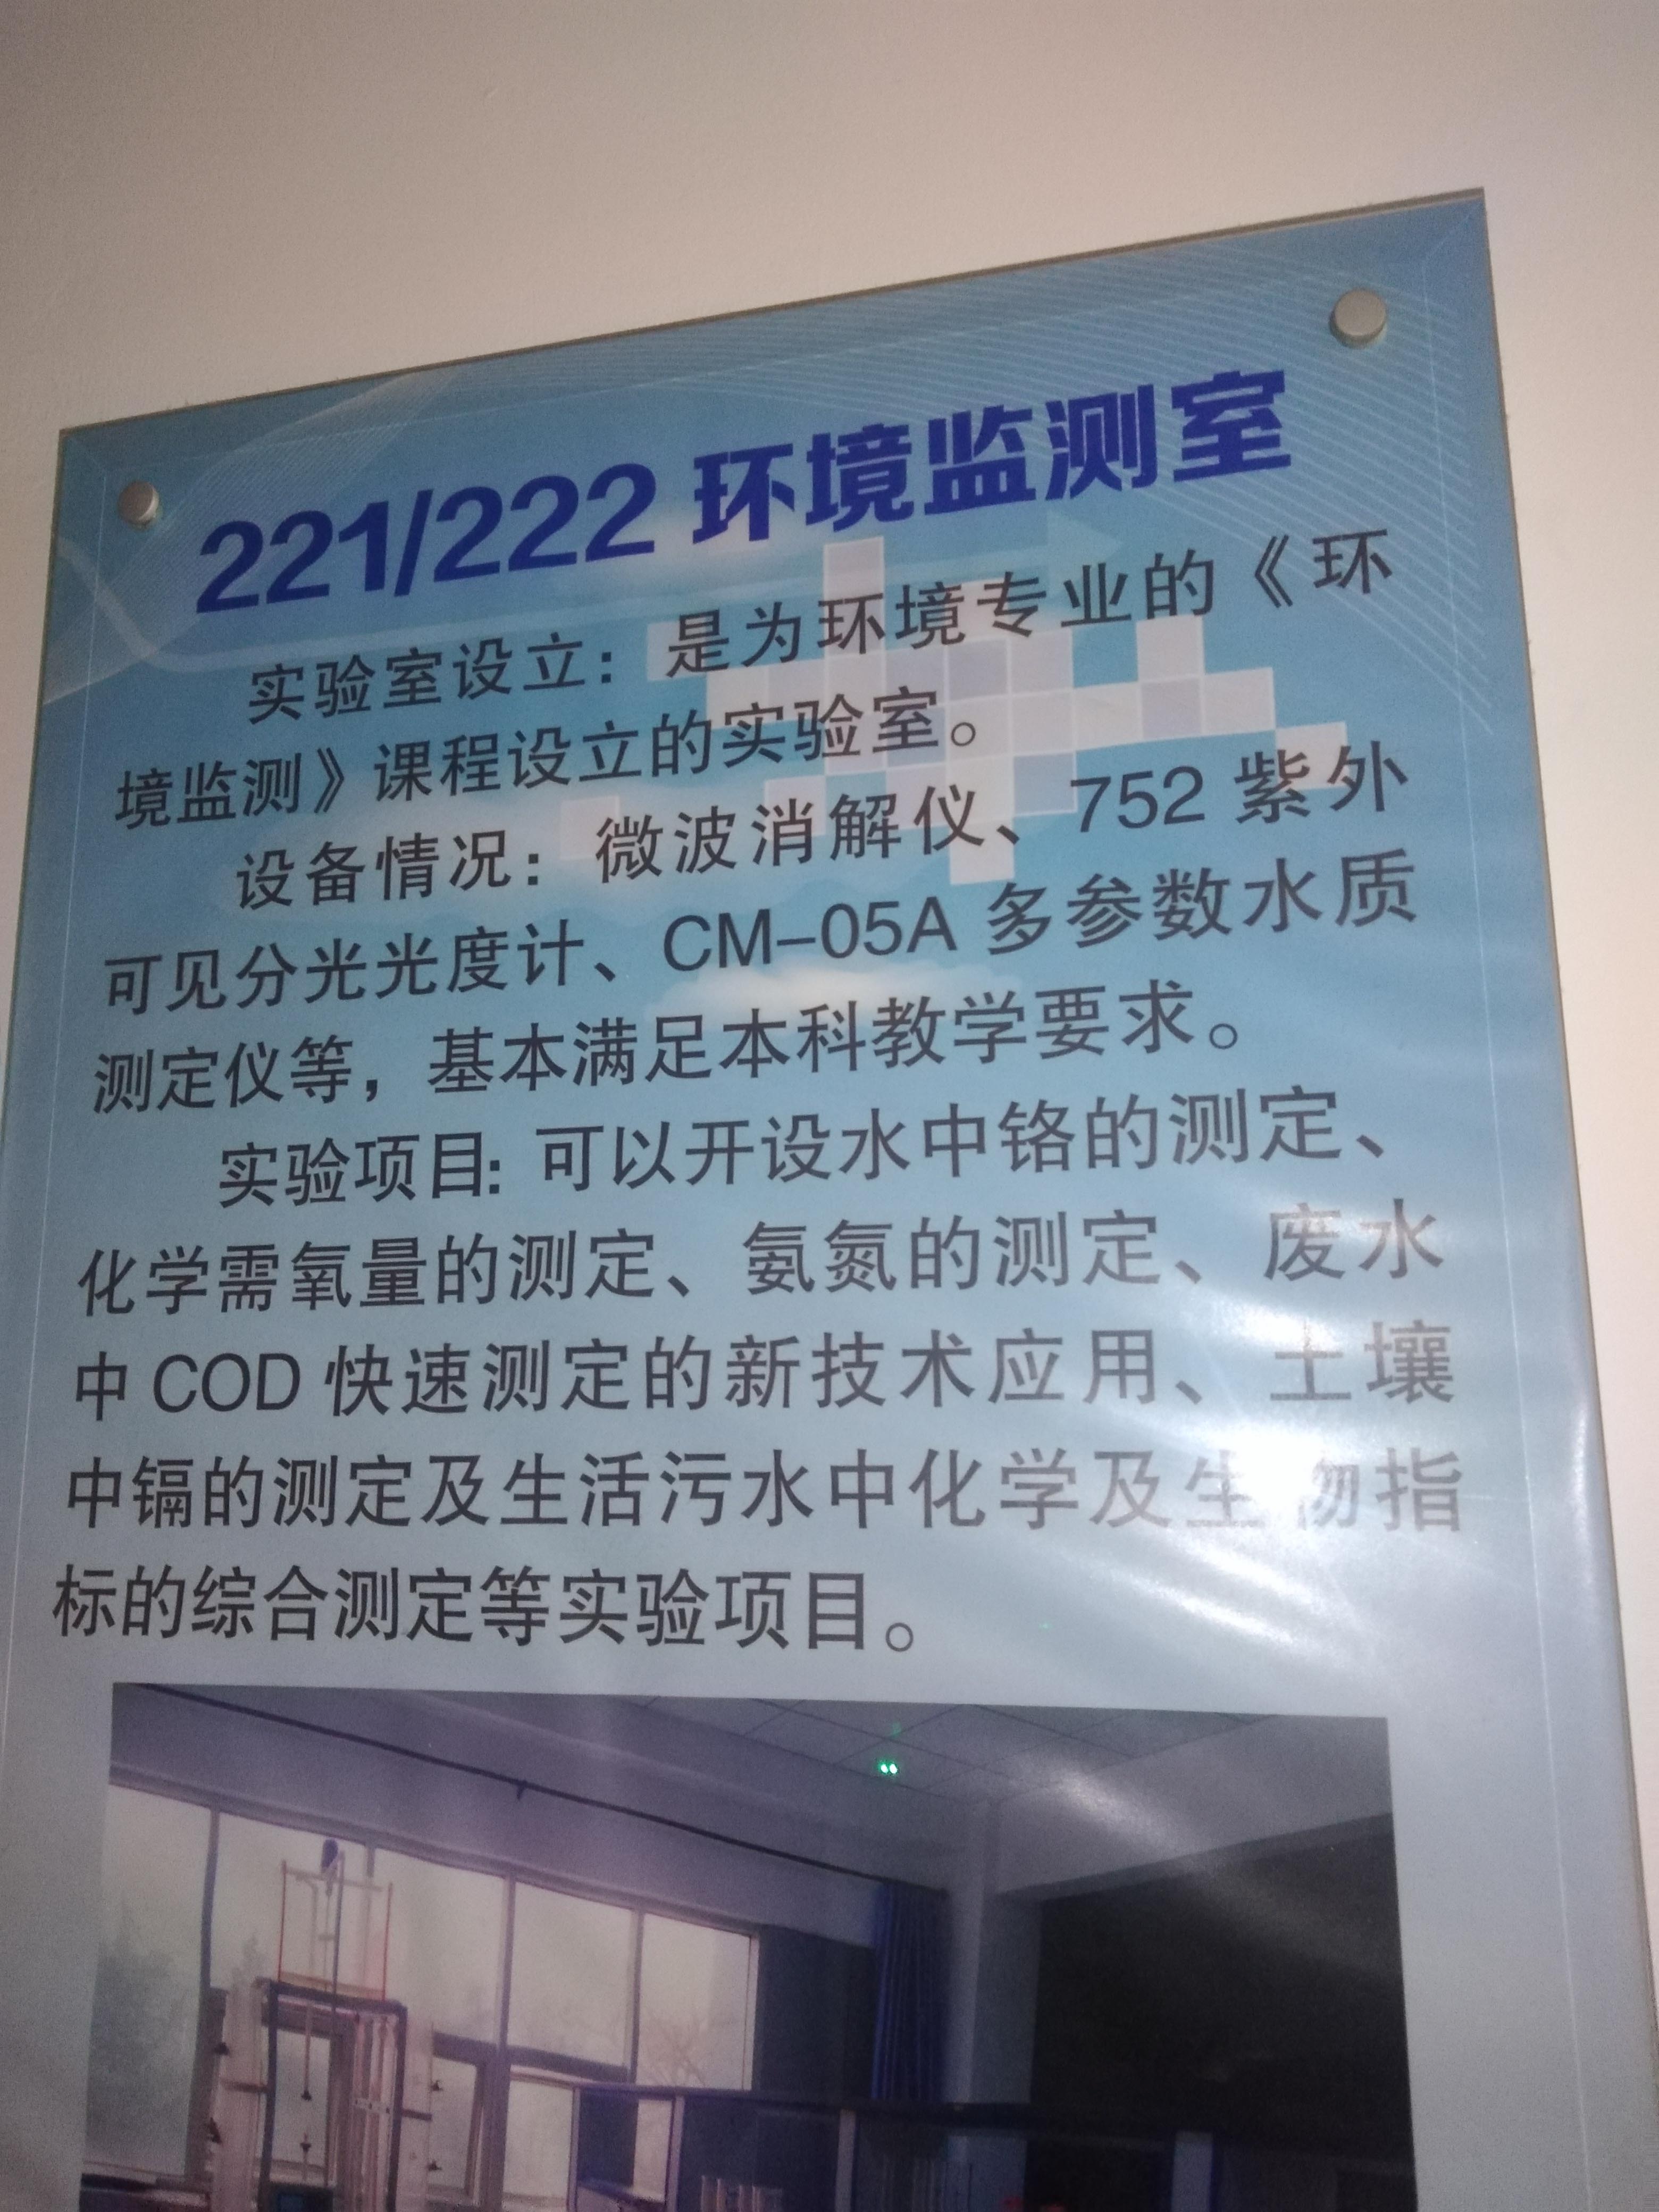 221/222 环境监测室
实验室设立：是为环境专业的《环
境监测》课程设立的实验室。
设备情况：微波消解仪、752 紫外
可见分光光度计、CM-05A 多参数水质
测定仪等，基本满足本科教学要求。
实验项目：可以开设水中铬的测定、
化学需氧量的测定、氨氮的测定、废水
中 COD 快速测定的新技术应用、土壤
中镉的测定及生活污水中化学及生物指
标的综合测定等实验项目。